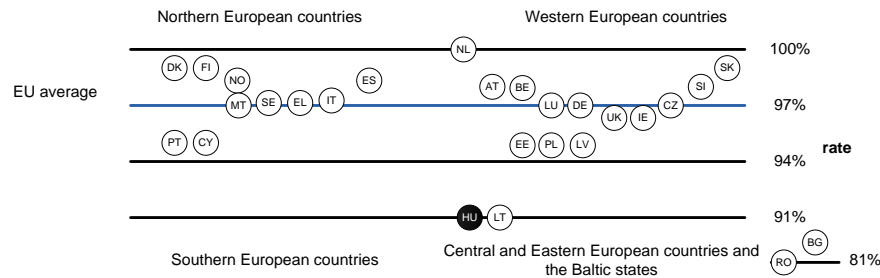 Northern European countries
Western European countries
NL
100%
DK
FI
SK
NO
ES
AT
BE
SI
EU average
MT
SE
EL
IT
LU
DE
CZ
97%
UK
IE
PT
CY
EE
PL
LV
rate
94%
HU
LT
91%
Southern European countries
Central and Eastern European countries and
the Baltic states
BG
RO
81%